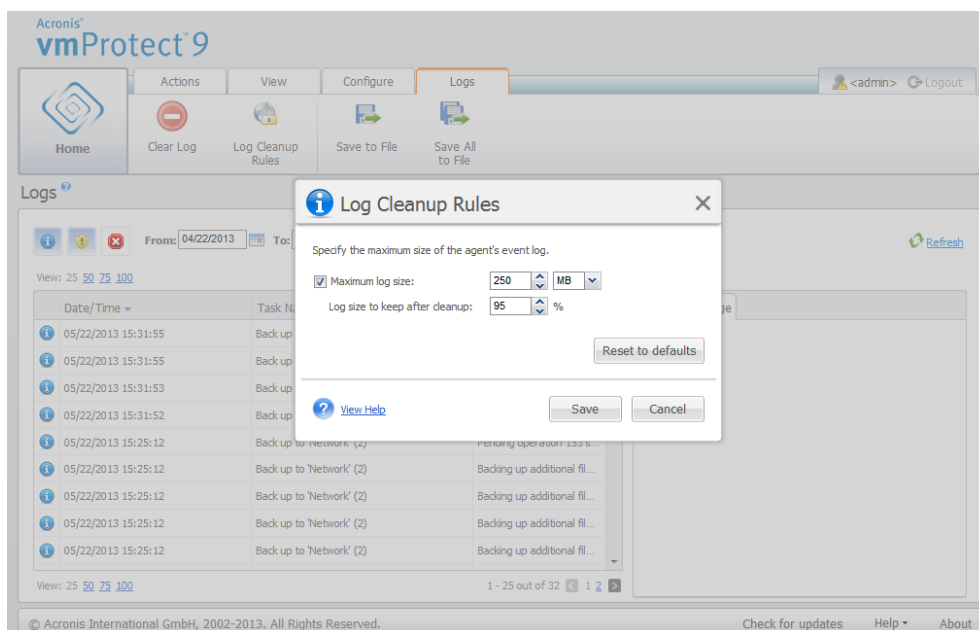 Acronis®
vmProtect™9
Actions View Configure Logs
<admin> Logout
Home
Clear Log
Log Cleanup Rules
Save to File
Save All to File
Logs
Log Cleanup Rules
From: 04/22/2013 To:
Refresh
View: 25 50 75 100
Specify the maximum size of the agent's event log.
Maximum log size: 250 MB
Log size to keep after cleanup: 95 %
Reset to defaults
View Help
Save Cancel
Date/Time
05/22/2013 15:31:55 Back up
05/22/2013 15:31:55 Back up
05/22/2013 15:31:53 Back up
05/22/2013 15:31:52 Back up
05/22/2013 15:25:12 Back up to 'Network' (2) Pending operation 153 s...
05/22/2013 15:25:12 Back up to 'Network' (2) Backing up additional fil...
05/22/2013 15:25:12 Back up to 'Network' (2) Backing up additional fil...
05/22/2013 15:25:12 Back up to 'Network' (2) Backing up additional fil...
05/22/2013 15:25:12 Back up to 'Network' (2) Backing up additional fil...
View: 25 50 75 100
1 - 25 out of 32 1 2
© Acronis International GmbH, 2002-2013. All Rights Reserved.
Check for updates Help About